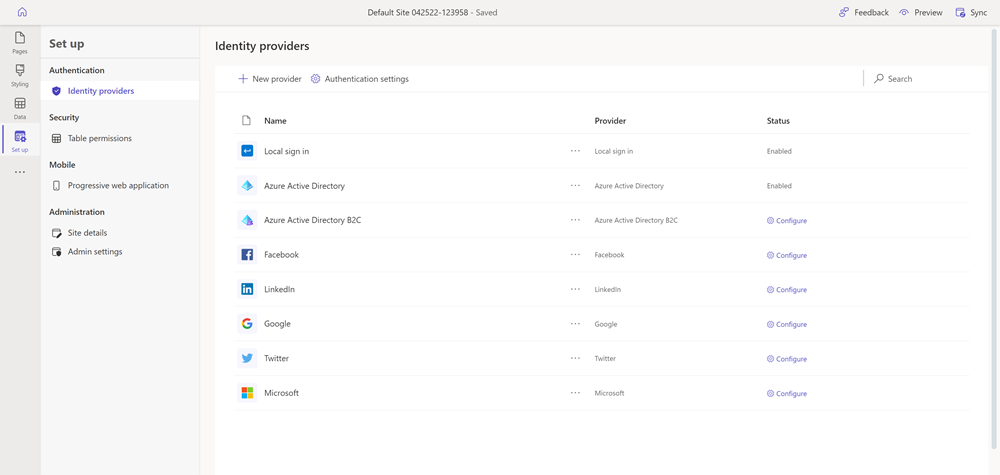 Default Site 042522-123958 - Saved
Feedback
Preview
Sync
Pages
Styling
Data
Set up
Set up
Authentication
Identity providers
Security
Table permissions
Mobile
Progressive web application
Administration
Site details
Admin settings
Identity providers
New provider
Authentication settings
Search
Name Provider Status
Local sign in ... Local sign in Enabled
Azure Active Directory ... Azure Active Directory Enabled
Azure Active Directory B2C ... Azure Active Directory B2C Configure
Facebook ... Facebook Configure
LinkedIn ... LinkedIn Configure
Google ... Google Configure
Twitter ... Twitter Configure
Microsoft ... Microsoft Configure